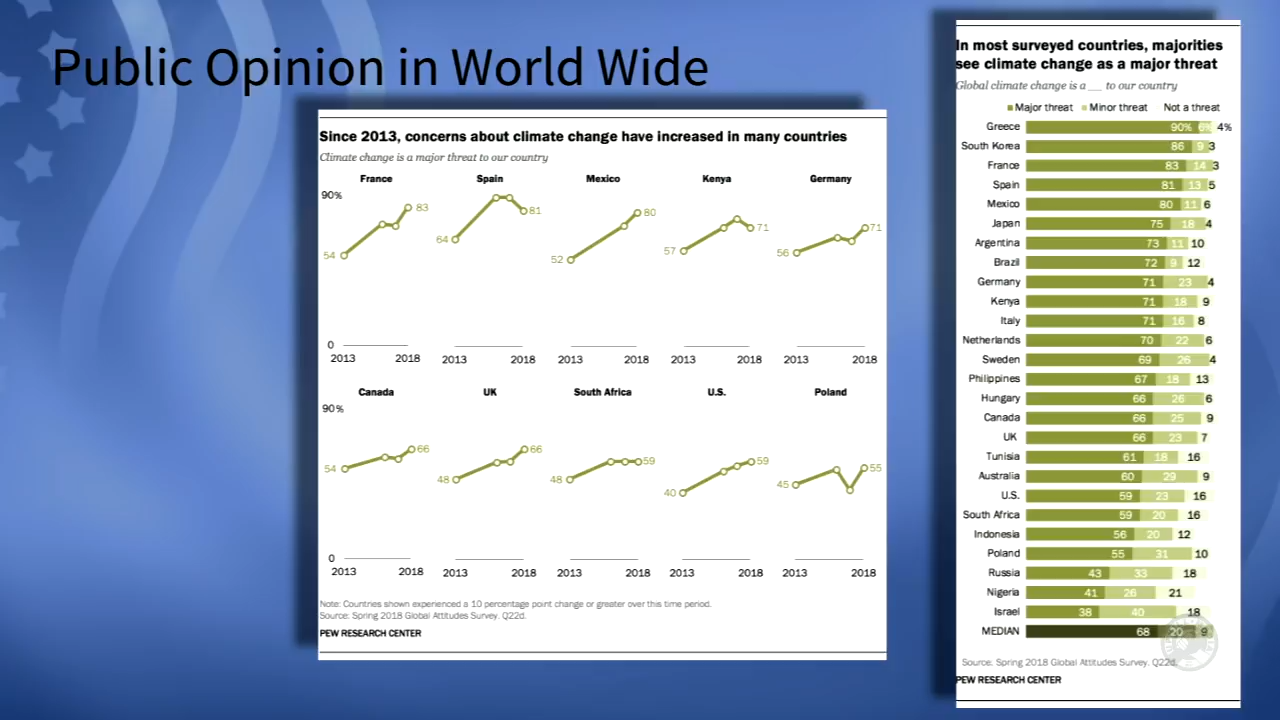 Public Opinion in World Wide
Since 2013, concerns about climate change have increased in many countries
Climate change is a major threat to our country
France Spain Mexico Kenya Germany
90%
83
81
80
71
71
54
64
52
57
56
0
2013 2018 2013 2018 2013 2018 2013 2018 2013 2018
Canada UK South Africa U.S. Poland
90%
66
66
59
59
55
54
48
48
40
45
0
2013 2018 2013 2018 2013 2018 2013 2018 2013 2018
Note: Countries shown experienced a 10 percentage point change or greater over this time period.
Source: Spring 2018 Global Attitudes Survey. Q22d.
PEW RESEARCH CENTER
In most surveyed countries, majorities
see climate change as a major threat
Global climate change is a __ to our country
Major threat Minor threat Not a threat
Greece 90% 6% 4%
South Korea 86 9 3
France 83 14 3
Spain 81 13 5
Mexico 80 11 6
Japan 75 18 4
Argentina 73 11 10
Brazil 72 9 12
Germany 71 23 4
Kenya 71 18 9
Italy 71 16 8
Netherlands 70 22 6
Sweden 69 26 4
Philippines 67 18 13
Hungary 66 26 6
Canada 66 25 9
UK 66 23 7
Tunisia 61 18 16
Australia 60 29 9
U.S. 59 23 16
South Africa 59 20 16
Indonesia 56 20 12
Poland 55 31 10
Russia 43 33 18
Nigeria 41 26 21
Israel 38 40 18
MEDIAN 68 20 9
Source: Spring 2018 Global Attitudes Survey. Q22d.
PEW RESEARCH CENTER